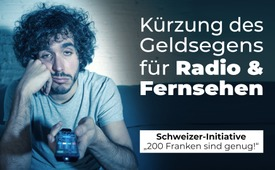 Kürzung des
Geldsegens
für Radio &
Fernsehen
Schweizer-Initiative
„200 Franken sind genug!“